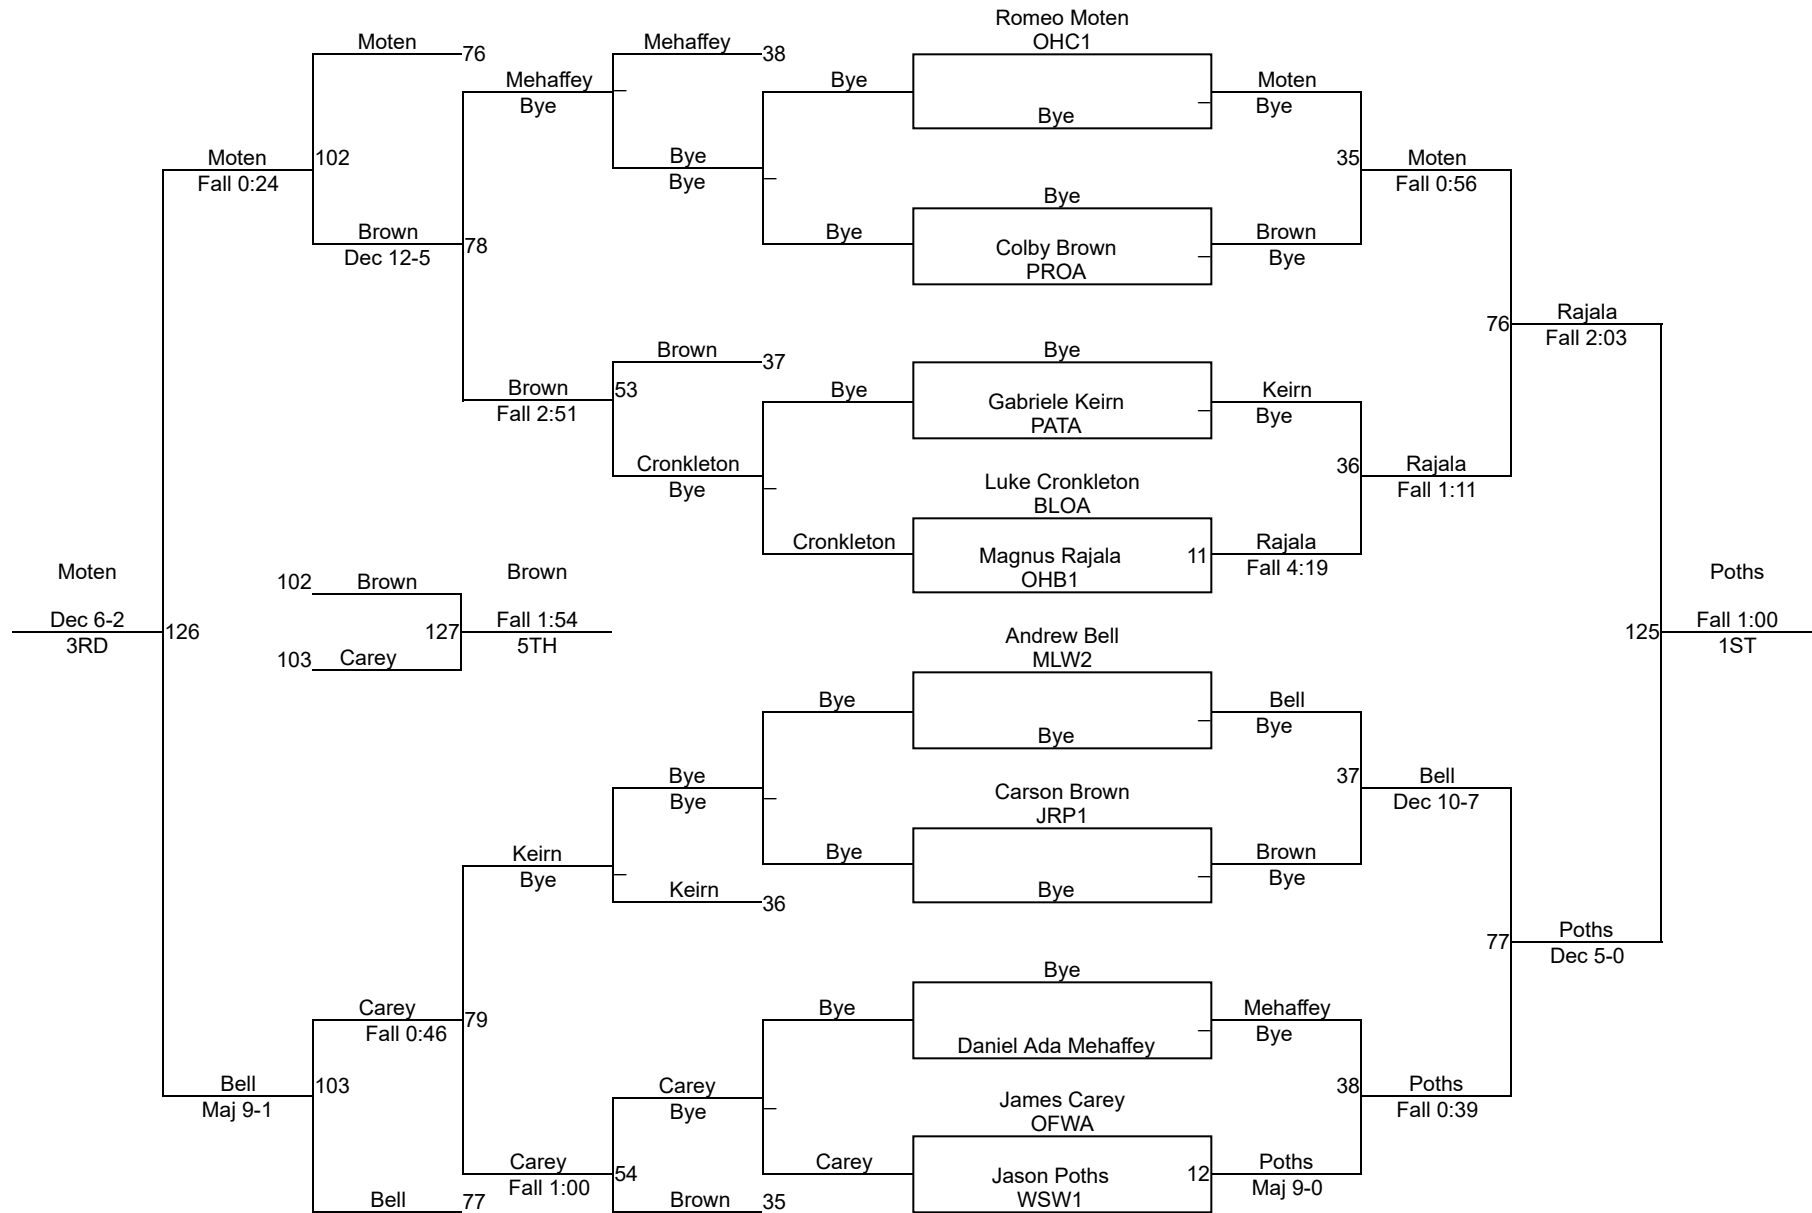 Romeo Moten
OHC1
Moten
76
Mehaffey
38
Mehaffey
Bye
Bye
Moten
Bye
Bye
Bye
Moten
Fall 0:24
102
Bye
Bye
35
Moten
Fall 0:56
Bye
Brown
Dec 12-5
78
Bye
Colby Brown
PROA
Brown
Bye
Rajala
Fall 2:03
76
Brown
37
Bye
Brown
Fall 2:51
53
Bye
Gabriele Keirn
PATA
Keirn
Bye
Cronkleton
Bye
36
Rajala
Fall 1:11
Luke Cronkleton
BLOA
Cronkleton
Magnus Rajala
OHB1
11
Rajala
Fall 4:19
Moten
Dec 6-2
3RD
126
102
Brown
103
Carey
127
Brown
Fall 1:54
5TH
Poths
Fall 1:00
1ST
125
Andrew Bell
MLW2
Bye
Bye
Bell
Bye
Bye
Bye
37
Bell
Dec 10-7
Carson Brown
JRP1
Keirn
Bye
Bye
Bye
Brown
Bye
Keirn
36
77
Poths
Dec 5-0
Bye
Carey
Fall 0:46
79
Bye
Daniel Ada Mehaffey
Mehaffey
Bye
Bell
Maj 9-1
103
Carey
Bye
38
Poths
Fall 0:39
James Carey
OFWA
Carey
Fall 1:00
54
Carey
Jason Poths
WSW1
12
Poths
Maj 9-0
Bell
77
Brown
35